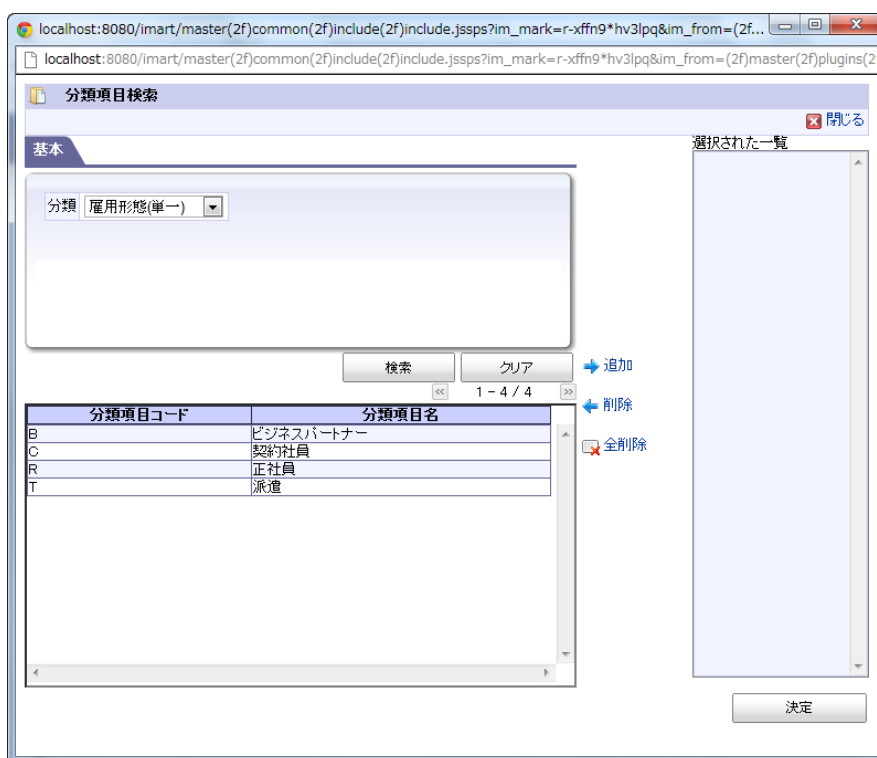 localhost:8080/imart/master(2f)common(2f)include(2f)include.jssps?im_mark=r-xffn9*hv3lpq&im_from=(2f...
localhost:8080/imart/master(2f)common(2f)include(2f)include.jssps?im_mark=r-xffn9*hv3lpq&im_from=(2f)master(2f)plugins(2
分類項目検索
閉じる
基本
選択された一覧
分類 雇用形態(単一)
検索 クリア
追加
1 - 4 / 4
削除
分類項目コード 分類項目名
B ビジネスパートナー
C 契約社員
全削除
R 正社員
T 派遣
決定